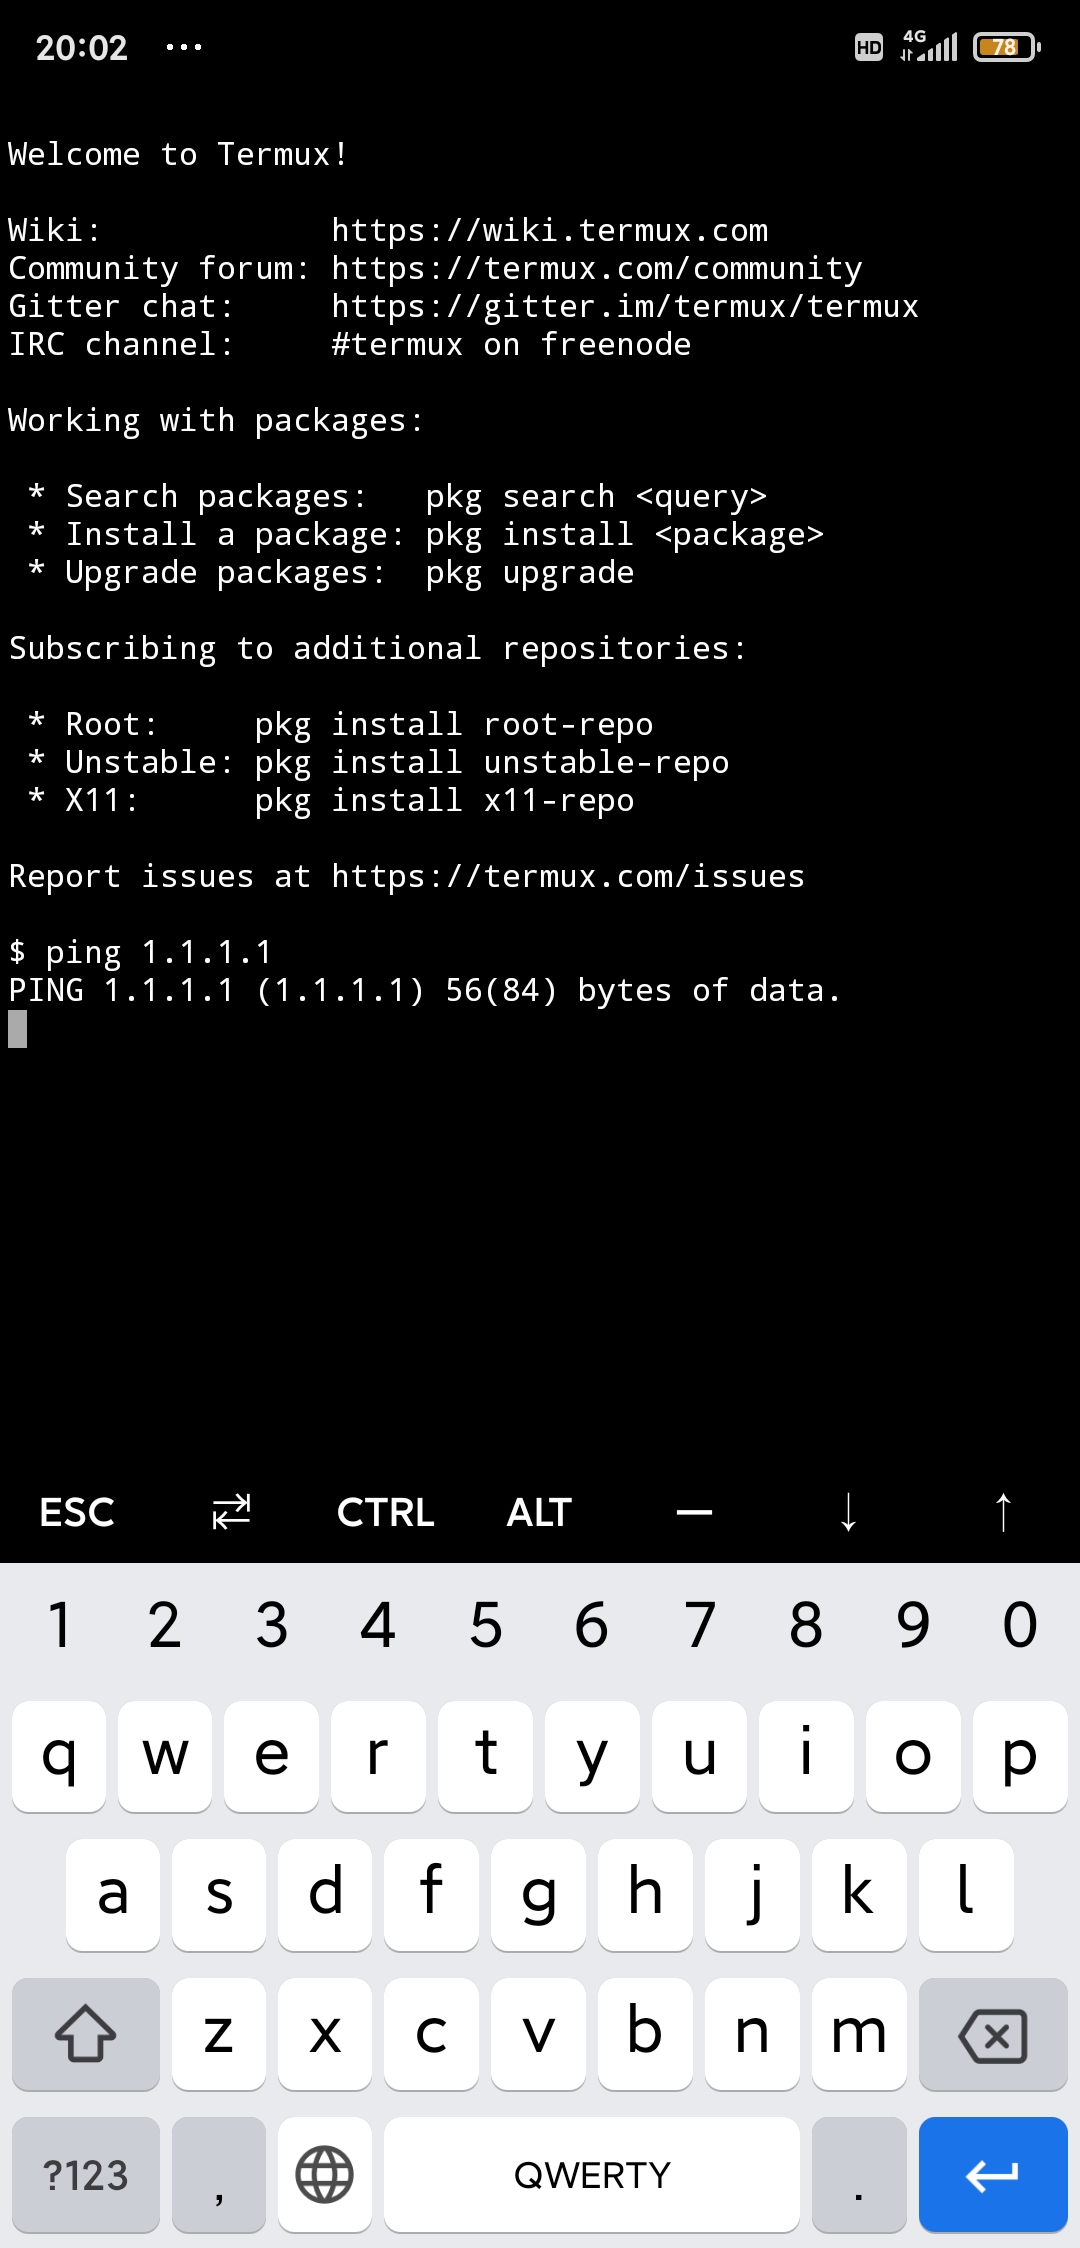 20:02 ... HD 4G 78
Welcome to Termux!
Wiki:            https://wiki.termux.com
Community forum: https://termux.com/community
Gitter chat:     https://gitter.im/termux/termux
IRC channel:     #termux on freenode
Working with packages:
 * Search packages:   pkg search <query>
 * Install a package: pkg install <package>
 * Upgrade packages:  pkg upgrade
Subscribing to additional repositories:
 * Root:     pkg install root-repo
 * Unstable: pkg install unstable-repo
 * X11:      pkg install x11-repo
Report issues at https://termux.com/issues
$ ping 1.1.1.1
PING 1.1.1.1 (1.1.1.1) 56(84) bytes of data.
ESC ⇄ CTRL ALT — ↓ ↑
1 2 3 4 5 6 7 8 9 0
q w e r t y u i o p
a s d f g h j k l
z x c v b n m
?123 , QWERTY .